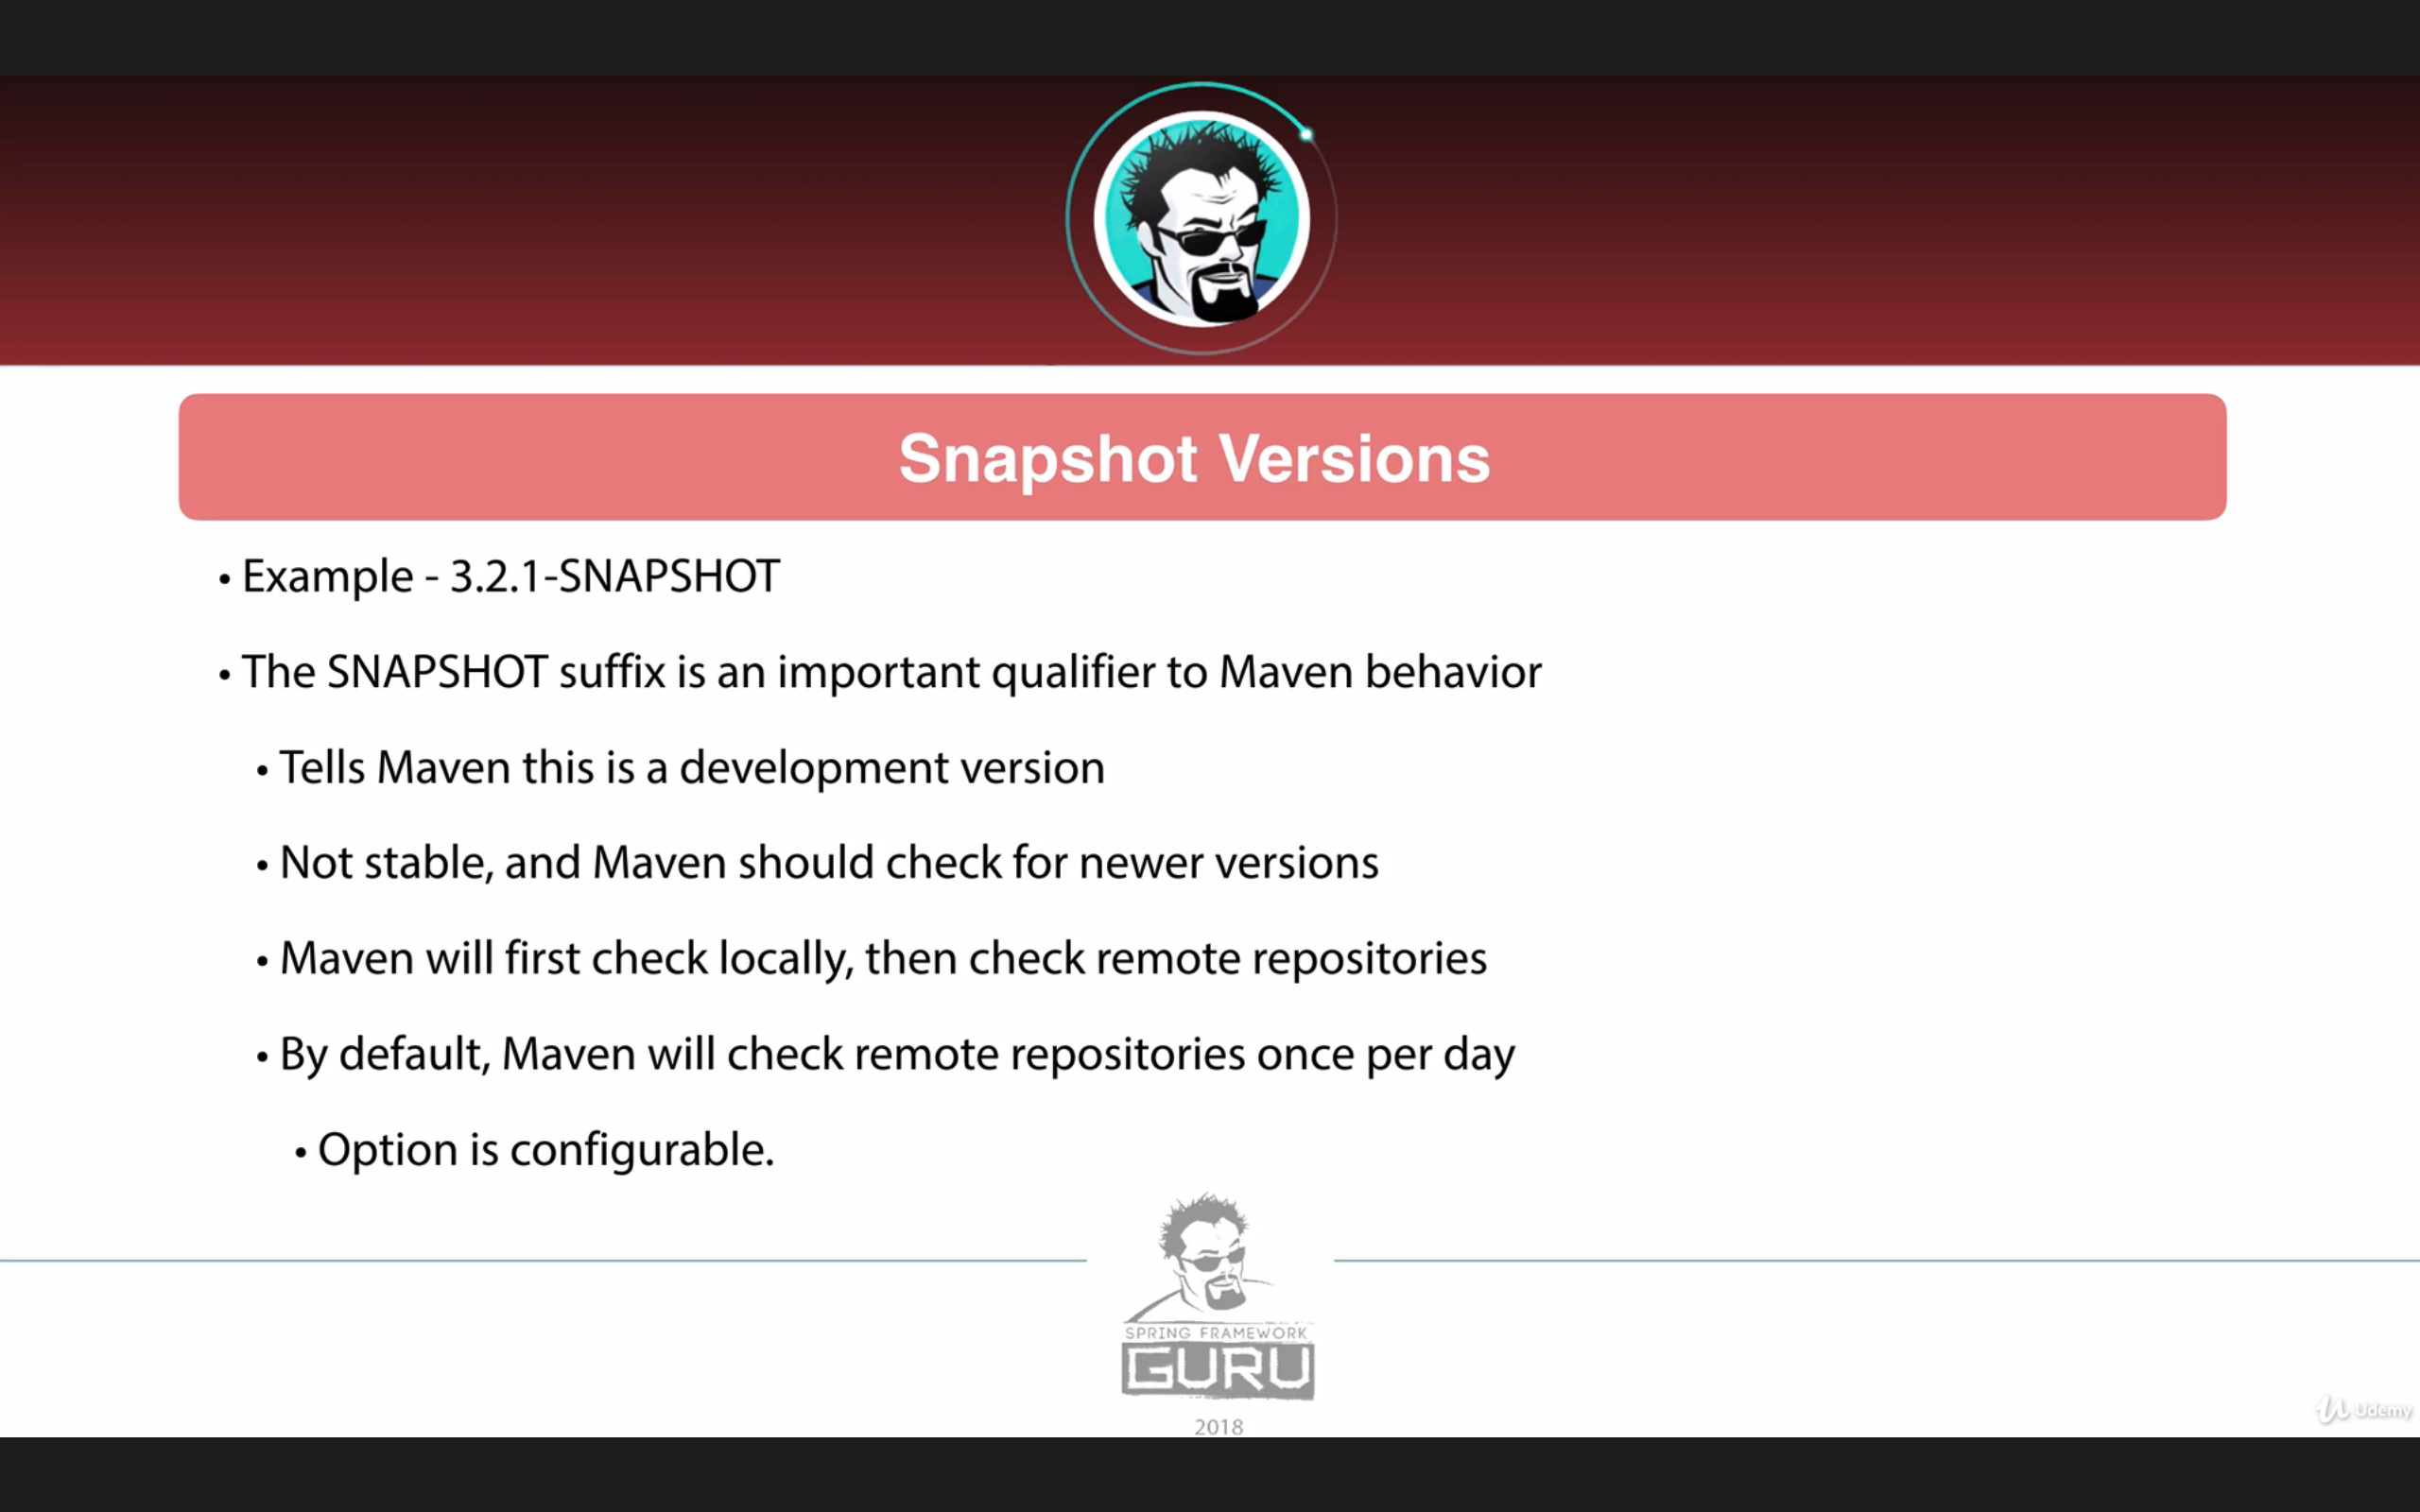 Snapshot Versions
• Example - 3.2.1-SNAPSHOT
• The SNAPSHOT suffix is an important qualifier to Maven behavior
• Tells Maven this is a development version
• Not stable, and Maven should check for newer versions
• Maven will first check locally, then check remote repositories
• By default, Maven will check remote repositories once per day
• Option is configurable.
SPRING FRAMEWORK
GURU
2018
Udemy